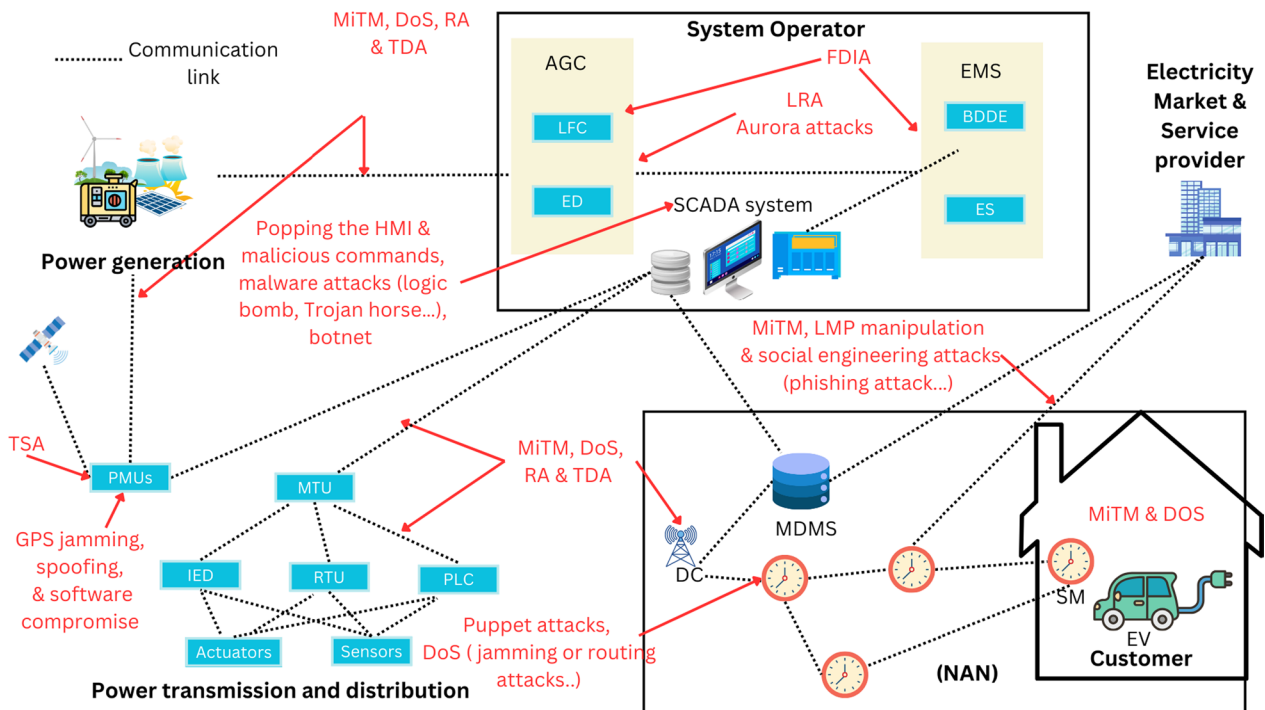 MiTM, DoS, RA
& TDA
System Operator
Communication
link
AGC
FDIA
EMS
Electricity
Market &
Service
provider
LRA
Aurora attacks
LFC
BDDE
ED
SCADA system
ES
Popping the HMI &
malicious commands,
malware attacks (logic
bomb, Trojan horse...),
botnet
Power generation
MiTM, LMP manipulation
& social engineering attacks
(phishing attack...)
TSA
PMUs
MTU
MiTM, DoS,
RA & TDA
MDMS
MiTM & DOS
GPS jamming,
spoofing,
& software
compromise
IED
RTU
PLC
DC
SM
Puppet attacks,
DoS ( jamming or routing
attacks..)
EV
Customer
Actuators
Sensors
(NAN)
Power transmission and distribution